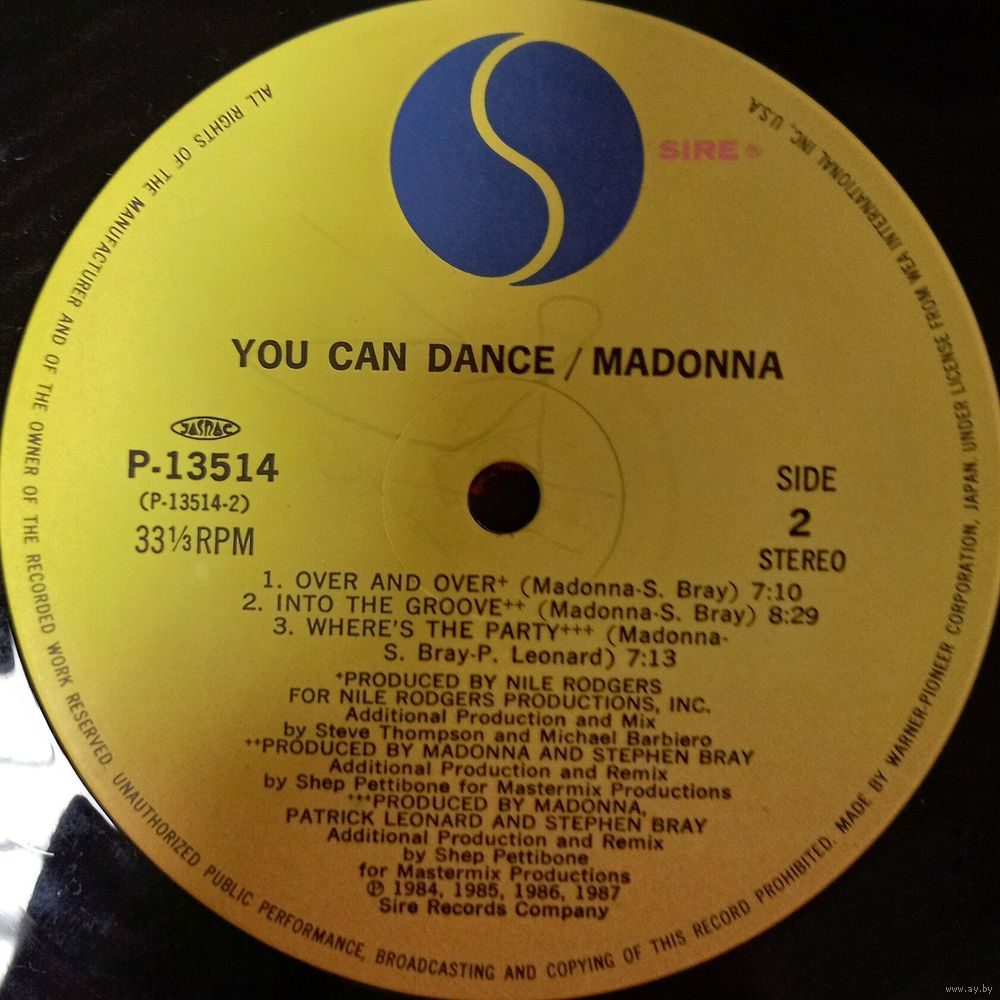 SIRE ®
YOU CAN DANCE / MADONNA
JASRAC
P-13514
(P-13514-2)
33⅓ RPM
SIDE
2
STEREO
1. OVER AND OVER+ (Madonna-S. Bray) 7:10
2. INTO THE GROOVE++ (Madonna-S. Bray) 8:29
3. WHERE'S THE PARTY+++ (Madonna-
S. Bray-P. Leonard) 7:13
+PRODUCED BY NILE RODGERS
FOR NILE RODGERS PRODUCTIONS, INC.
Additional Production and Mix
by Steve Thompson and Michael Barbiero
++PRODUCED BY MADONNA AND STEPHEN BRAY
Additional Production and Remix
by Shep Pettibone for Mastermix Productions
+++PRODUCED BY MADONNA,
PATRICK LEONARD AND STEPHEN BRAY
Additional Production and Remix
by Shep Pettibone
for Mastermix Productions
℗ 1984, 1985, 1986, 1987
Sire Records Company
ALL RIGHTS OF THE MANUFACTURER AND OF THE OWNER OF THE RECORDED WORK RESERVED. UNAUTHORIZED PUBLIC PERFORMANCE, BROADCASTING AND COPYING OF THIS RECORD PROHIBITED. MADE BY WARNER-PIONEER CORPORATION, JAPAN UNDER LICENSE FROM WEA INTERNATIONAL INC., U.S.A.
www.ay.by